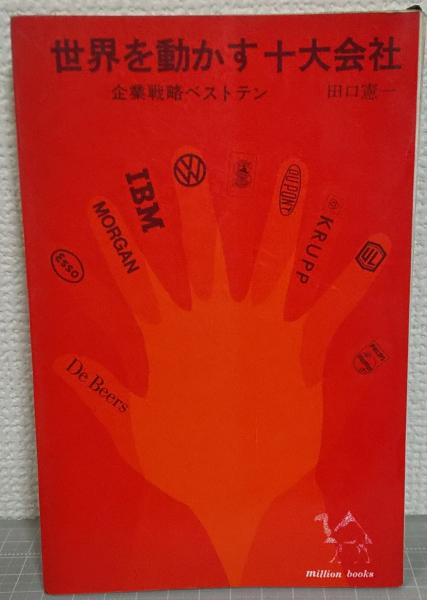 世界を動かす十大会社
企業戦略ベストテン 田口憲一
IBM
MORGAN
ESSO
De Beers
VW
DUPONT
KRUPP
million books